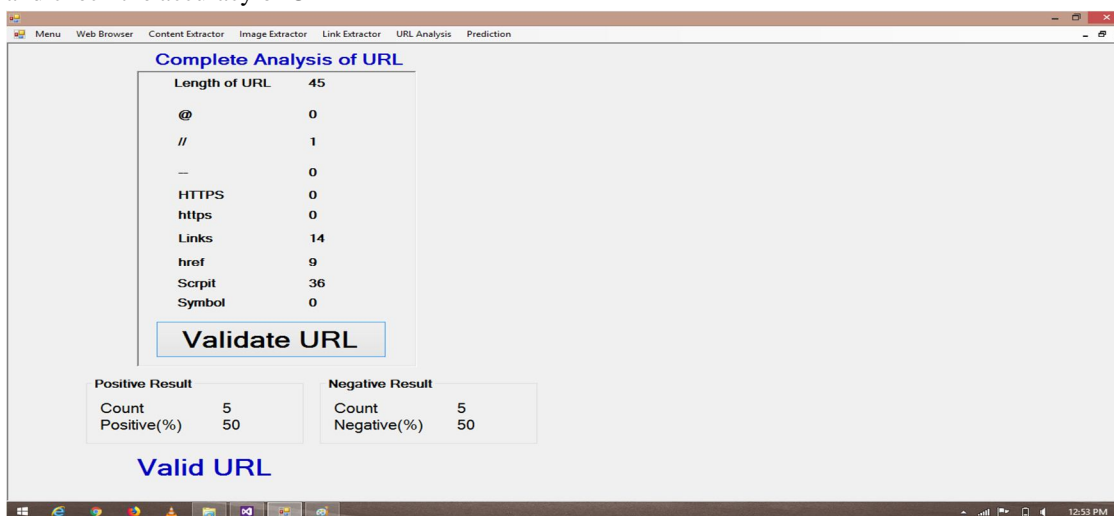 Menu Web Browser Content Extractor Image Extractor Link Extractor URL Analysis Prediction
Complete Analysis of URL
Length of URL 45
@ 0
// 1
-- 0
HTTPS 0
https 0
Links 14
href 9
Scrpit 36
Symbol 0
Validate URL
Positive Result
Count 5
Positive(%) 50
Negative Result
Count 5
Negative(%) 50
Valid URL
12:53 PM